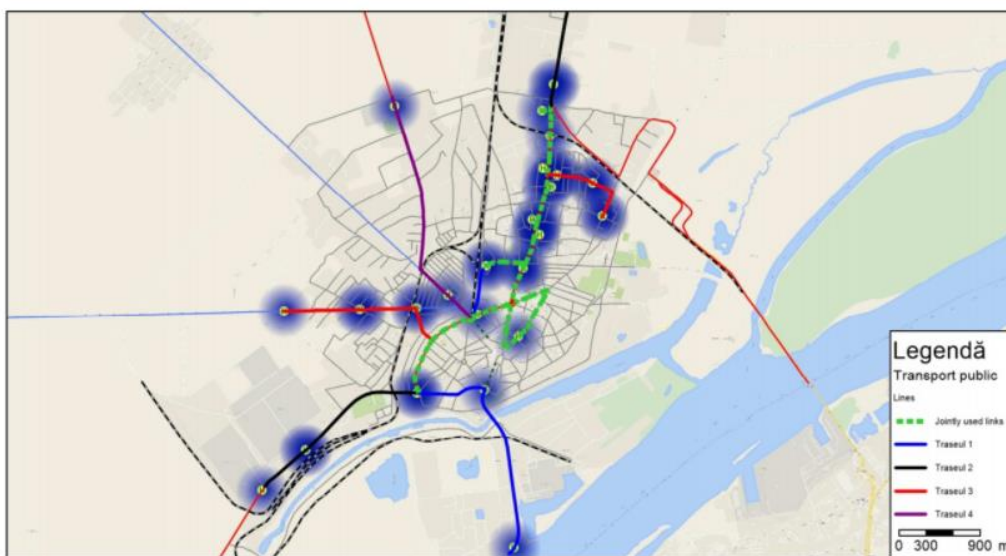 Legendă
Transport public
Lines
Jointly used links
Traseul 1
Traseul 2
Traseul 3
Traseul 4
0 300 900 m